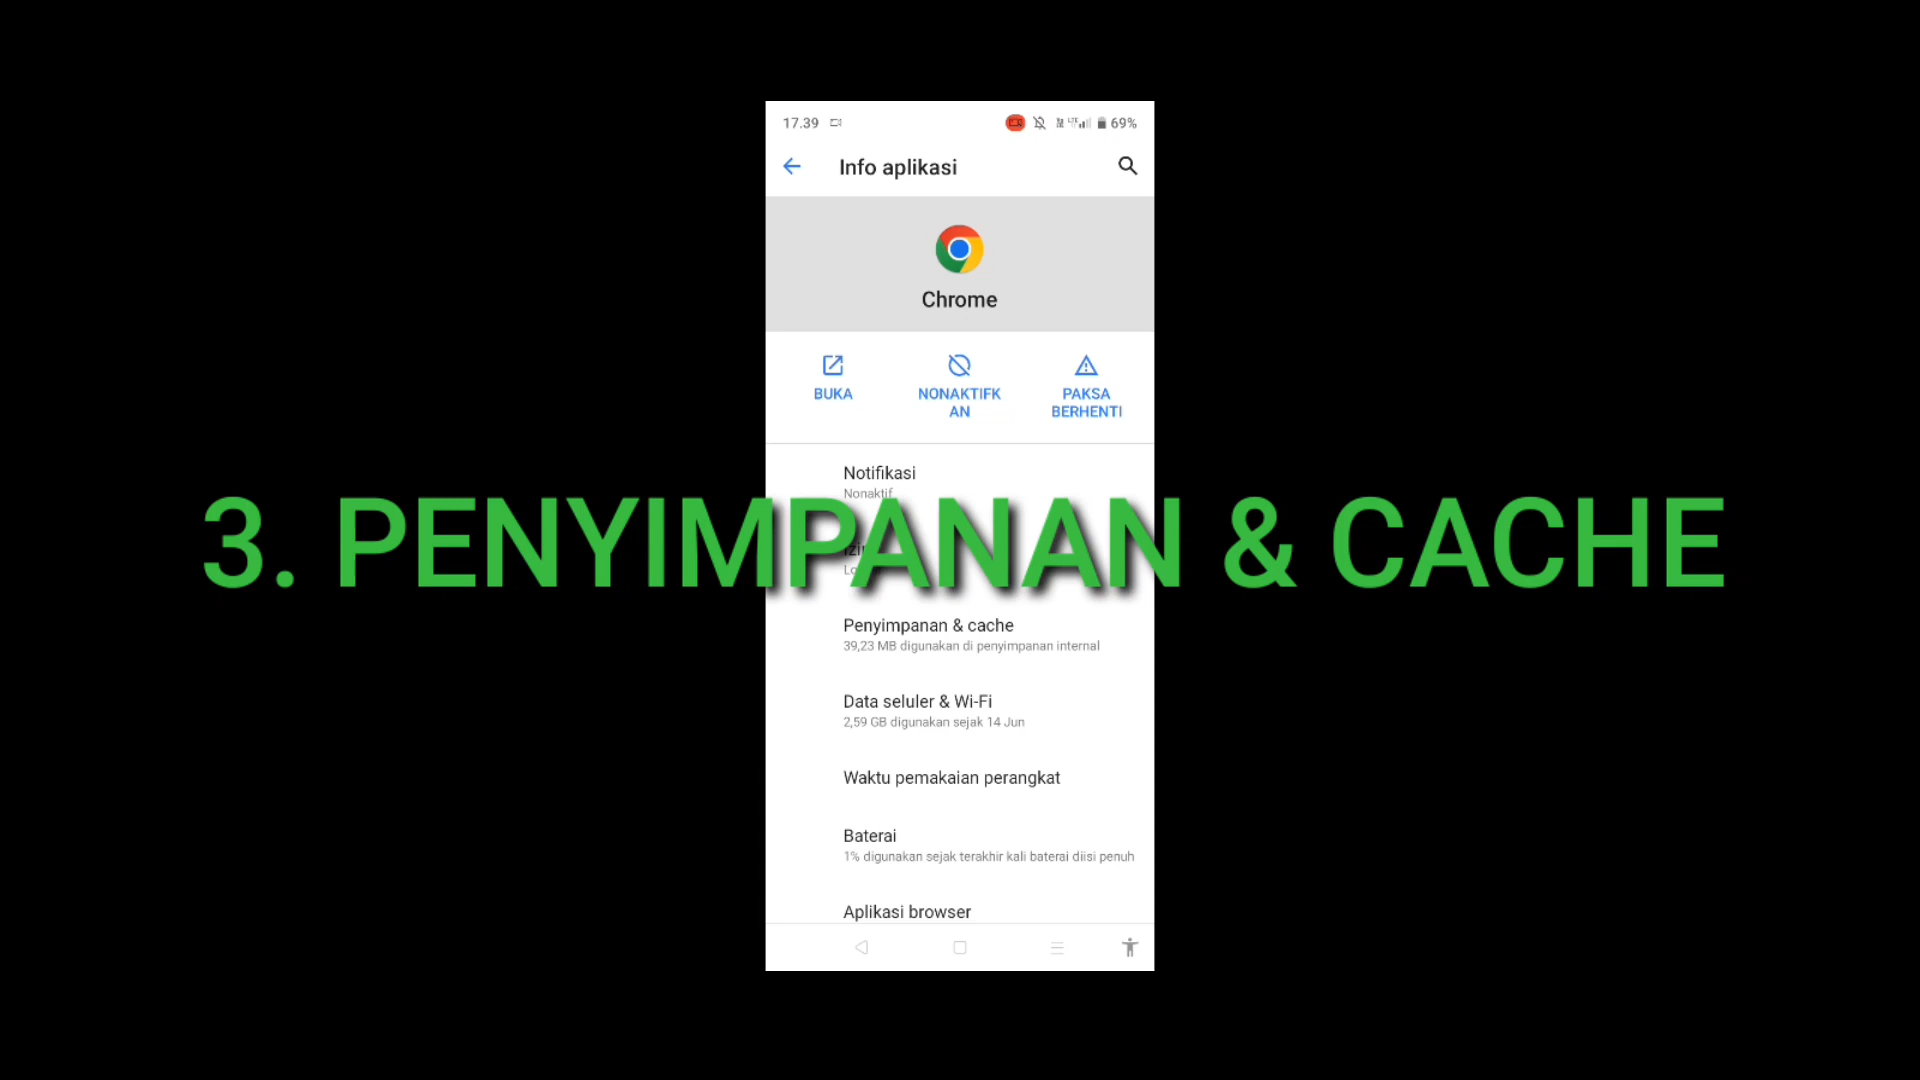 17.39
69%
Info aplikasi
Chrome
BUKA
NONAKTIFK
AN
PAKSA
BERHENTI
Notifikasi
Nonaktif
3. PENYIMPANAN & CACHE
Penyimpanan & cache
39,23 MB digunakan di penyimpanan internal
Data seluler & Wi-Fi
2,59 GB digunakan sejak 14 Jun
Waktu pemakaian perangkat
Baterai
1% digunakan sejak terakhir kali baterai diisi penuh
Aplikasi browser